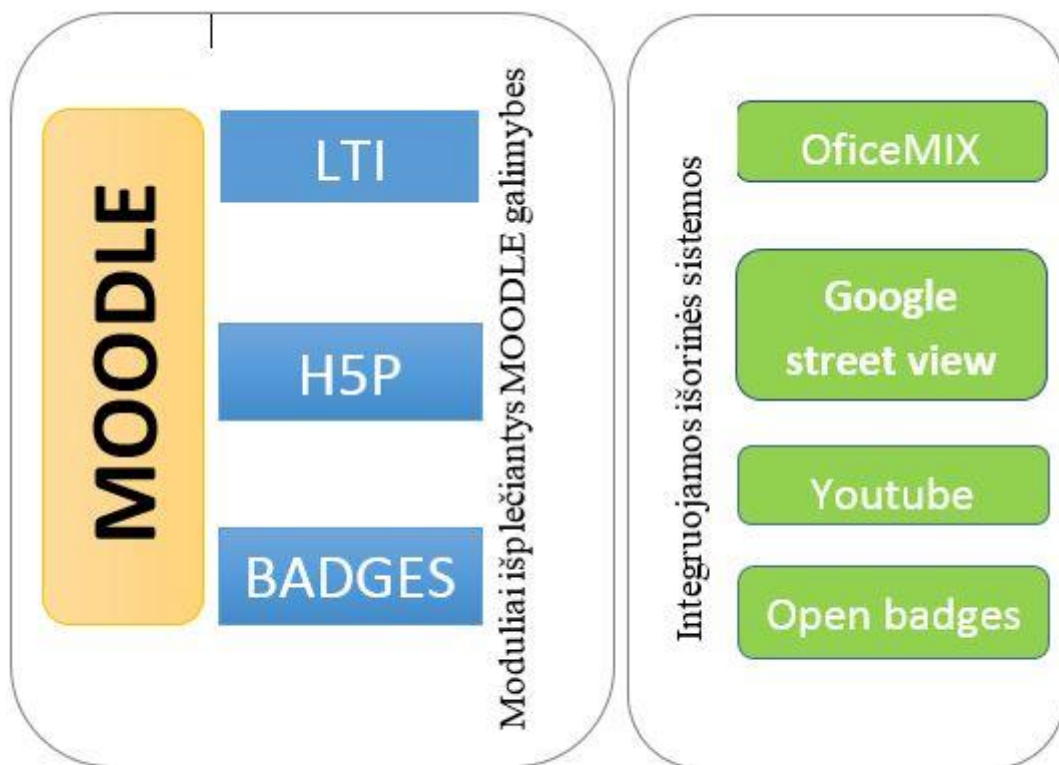 MOODLE
LTI
H5P
BADGES
Moduliai išplečiantys MOODLE galimybes
Integruojamos išorinės sistemos
OficeMIX
Google
street view
Youtube
Open badges